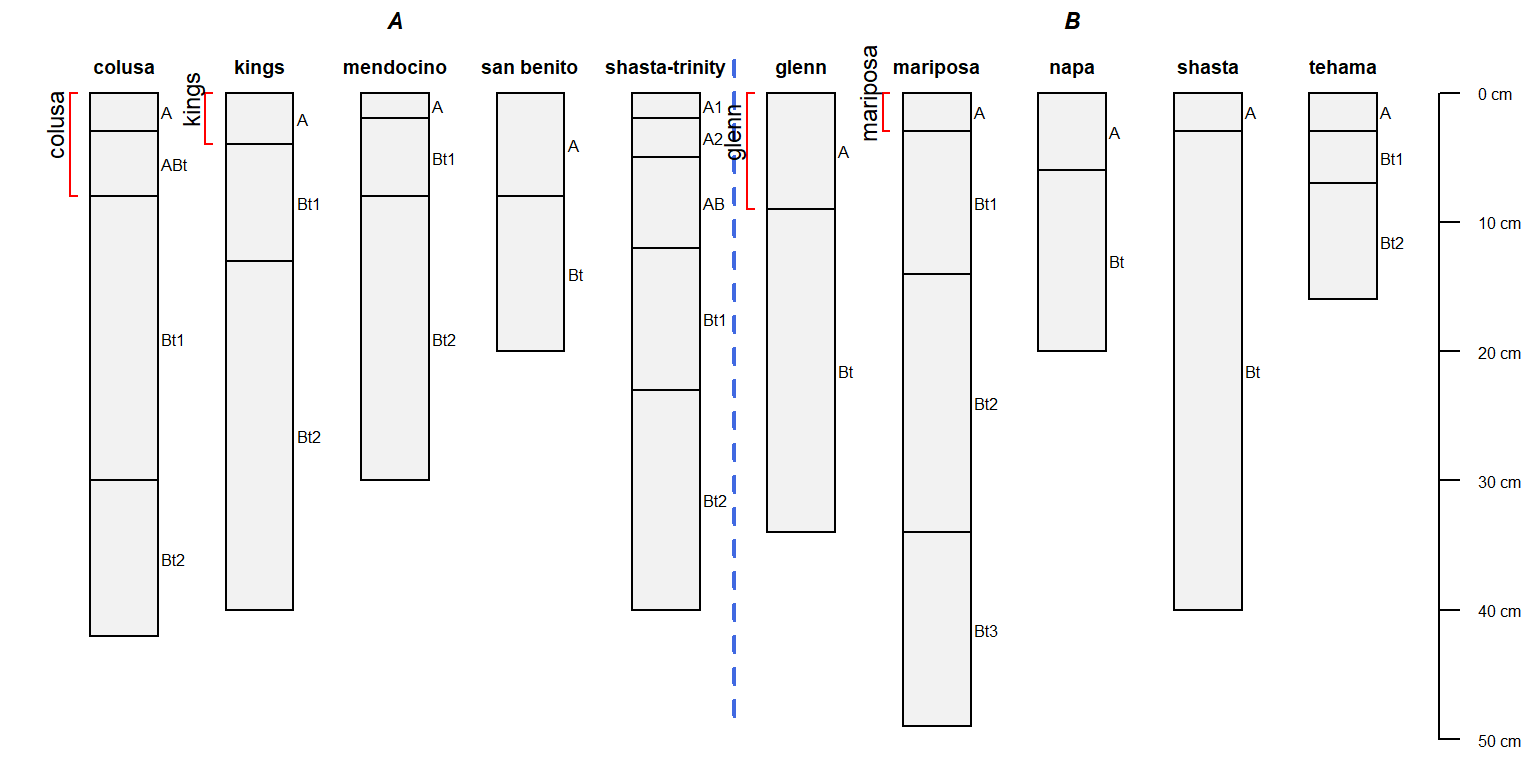 A
B
colusa
kings
mendocino
san benito
shasta-trinity
glenn
mariposa
napa
shasta
tehama
colusa
A
ABt
Bt1
Bt2
kings
A
Bt1
Bt2
A
Bt1
Bt2
A
Bt
A1
A2
AB
Bt1
Bt2
glenn
A
Bt
mariposa
A
Bt1
Bt2
Bt3
A
Bt
A
Bt
A
Bt1
Bt2
0 cm
10 cm
20 cm
30 cm
40 cm
50 cm